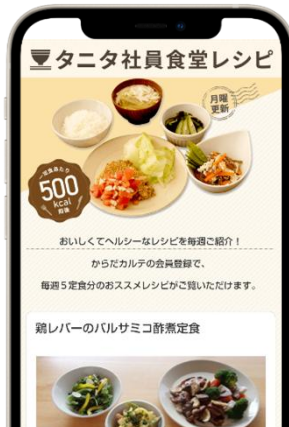 タニタ社員食堂レシピ
月曜
更新
一定食あたり
500
kcal
前後
おいしくてヘルシーなレシピを毎週ご紹介！
からだカルテの会員登録で、
毎週５定食分のおススメレシピがご覧いただけます。
鶏レバーのバルサミコ酢煮定食